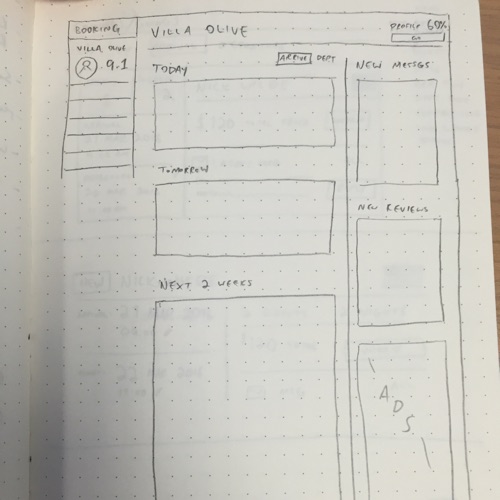 BOOKING
VILLA OLIVE
9.1
VILLA OLIVE
PROFILE 60%
TODAY
ARRIVE DEPT
TOMORROW
NEXT 2 WEEKS
NEW MESSGS
NEW REVIEWS
ADS